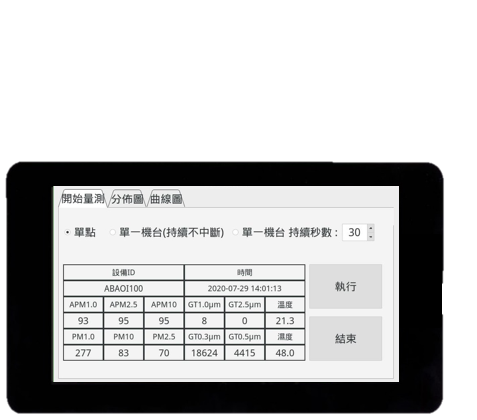 開始量測 分佈圖 曲線圖
單點 單一機台(持續不中斷) 單一機台 持續秒數 : 30
設備ID 時間
ABAOI100 2020-07-29 14:01:13
執行
APM1.0 APM2.5 APM10 GT1.0µm GT2.5µm 溫度
93 95 95 8 0 21.3
PM1.0 PM10 PM2.5 GT0.3µm GT0.5µm 濕度
結束
277 83 70 18624 4415 48.0